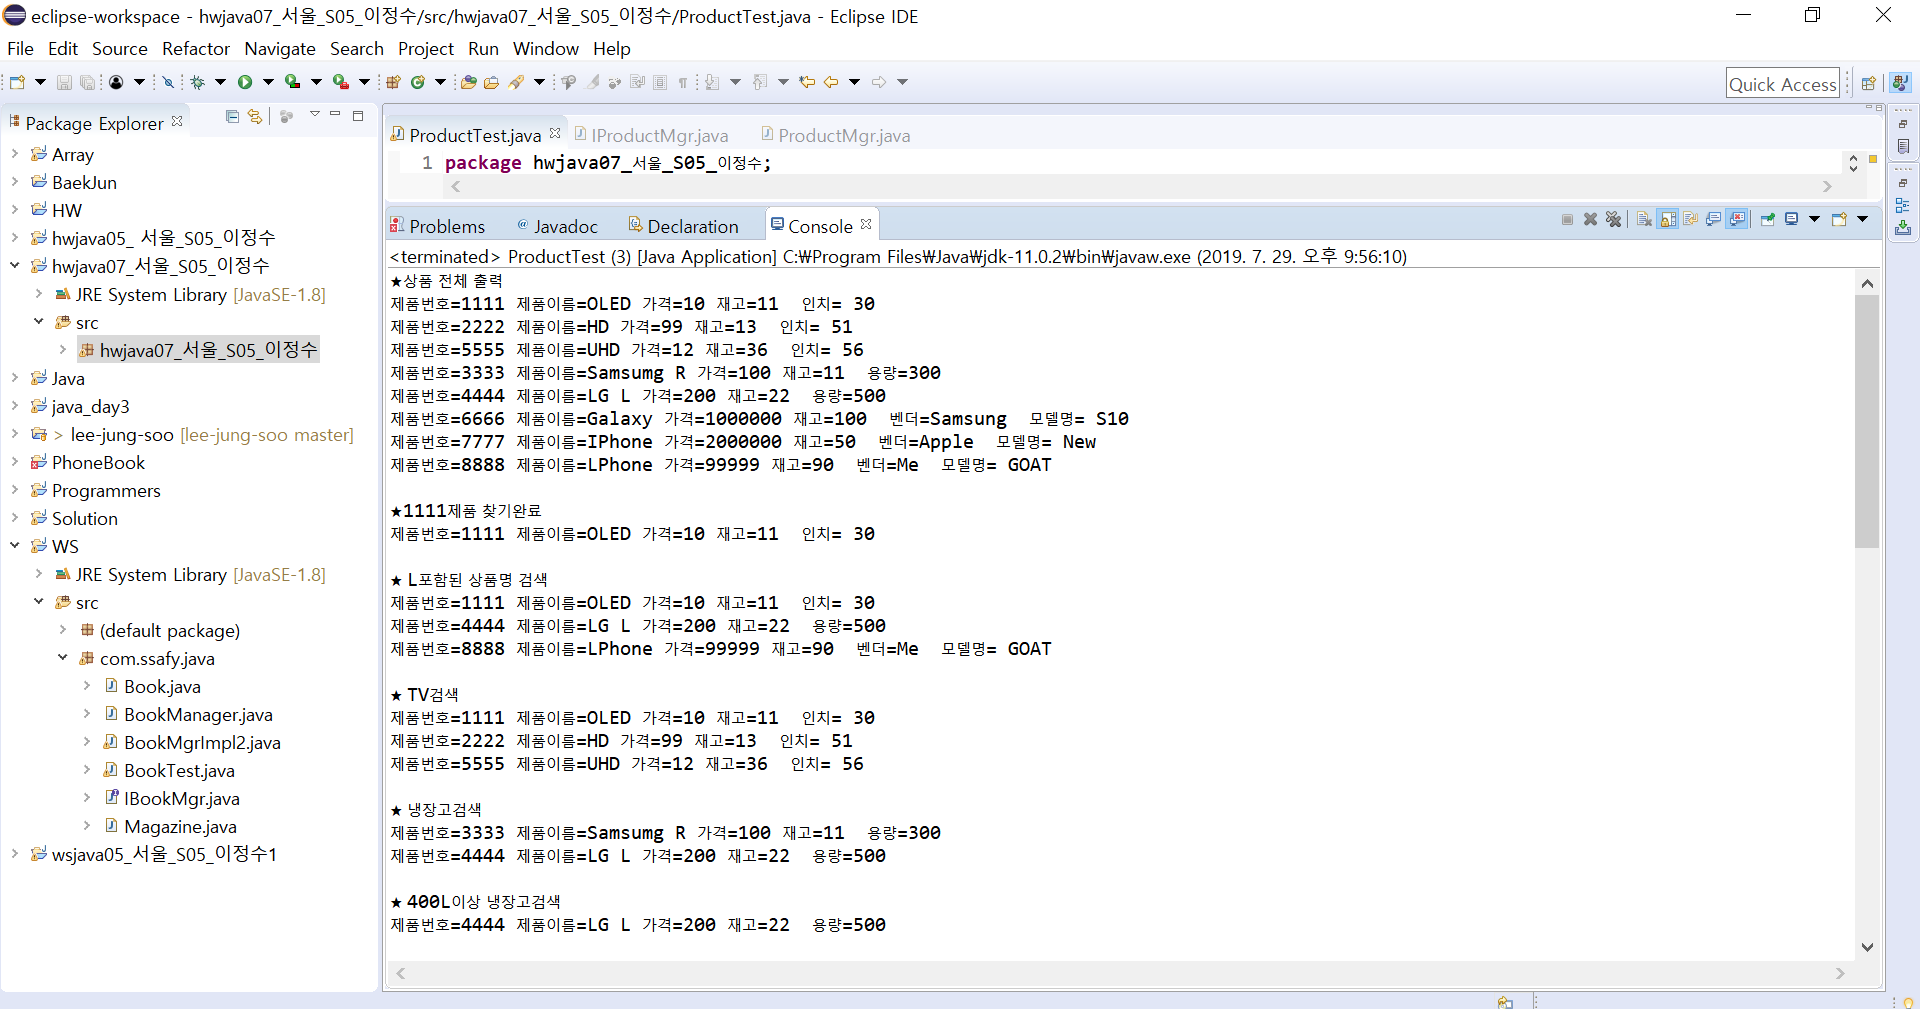 eclipse-workspace - hwjava07_서울_S05_이정수/src/hwjava07_서울_S05_이정수/ProductTest.java - Eclipse IDE
File Edit Source Refactor Navigate Search Project Run Window Help
Quick Access
Package Explorer
Array
BaekJun
HW
hwjava05_ 서울_S05_이정수
hwjava07_서울_S05_이정수
JRE System Library [JavaSE-1.8]
src
hwjava07_서울_S05_이정수
Java
java_day3
> lee-jung-soo [lee-jung-soo master]
PhoneBook
Programmers
Solution
WS
JRE System Library [JavaSE-1.8]
src
(default package)
com.ssafy.java
Book.java
BookManager.java
BookMgrImpl2.java
BookTest.java
IBookMgr.java
Magazine.java
wsjava05_서울_S05_이정수1
ProductTest.java IProductMgr.java ProductMgr.java
1 package hwjava07_서울_S05_이정수;
Problems @ Javadoc Declaration Console
<terminated> ProductTest (3) [Java Application] C:₩Program Files₩Java₩jdk-11.0.2₩bin₩javaw.exe (2019. 7. 29. 오후 9:56:10)
★상품 전체 출력
제품번호=1111 제품이름=OLED 가격=10 재고=11 인치= 30
제품번호=2222 제품이름=HD 가격=99 재고=13 인치= 51
제품번호=5555 제품이름=UHD 가격=12 재고=36 인치= 56
제품번호=3333 제품이름=Samsumg R 가격=100 재고=11 용량=300
제품번호=4444 제품이름=LG L 가격=200 재고=22 용량=500
제품번호=6666 제품이름=Galaxy 가격=1000000 재고=100 벤더=Samsung 모델명= S10
제품번호=7777 제품이름=IPhone 가격=2000000 재고=50 벤더=Apple 모델명= New
제품번호=8888 제품이름=LPhone 가격=99999 재고=90 벤더=Me 모델명= GOAT
★1111제품 찾기완료
제품번호=1111 제품이름=OLED 가격=10 재고=11 인치= 30
★ L포함된 상품명 검색
제품번호=1111 제품이름=OLED 가격=10 재고=11 인치= 30
제품번호=4444 제품이름=LG L 가격=200 재고=22 용량=500
제품번호=8888 제품이름=LPhone 가격=99999 재고=90 벤더=Me 모델명= GOAT
★ TV검색
제품번호=1111 제품이름=OLED 가격=10 재고=11 인치= 30
제품번호=2222 제품이름=HD 가격=99 재고=13 인치= 51
제품번호=5555 제품이름=UHD 가격=12 재고=36 인치= 56
★ 냉장고검색
제품번호=3333 제품이름=Samsumg R 가격=100 재고=11 용량=300
제품번호=4444 제품이름=LG L 가격=200 재고=22 용량=500
★ 400L이상 냉장고검색
제품번호=4444 제품이름=LG L 가격=200 재고=22 용량=500